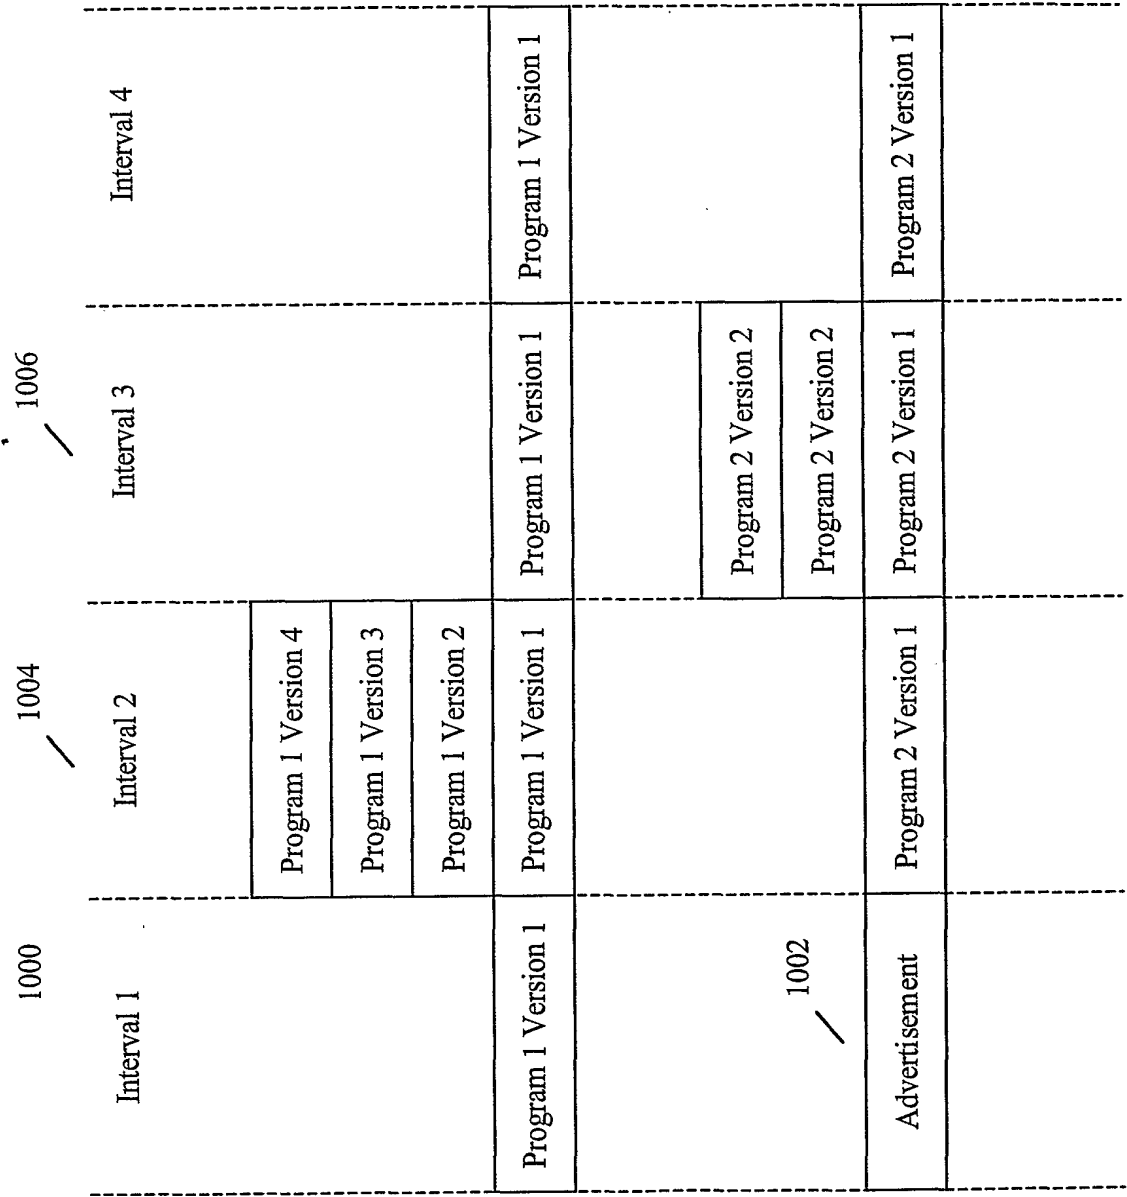 1000
1004
1006
Interval 1
Interval 2
Interval 3
Interval 4
Program 1 Version 4
Program 1 Version 3
Program 1 Version 2
Program 1 Version 1
Program 1 Version 1
Program 1 Version 1
Program 1 Version 1
Program 2 Version 2
Program 2 Version 2
1002
Advertisement
Program 2 Version 1
Program 2 Version 1
Program 2 Version 1